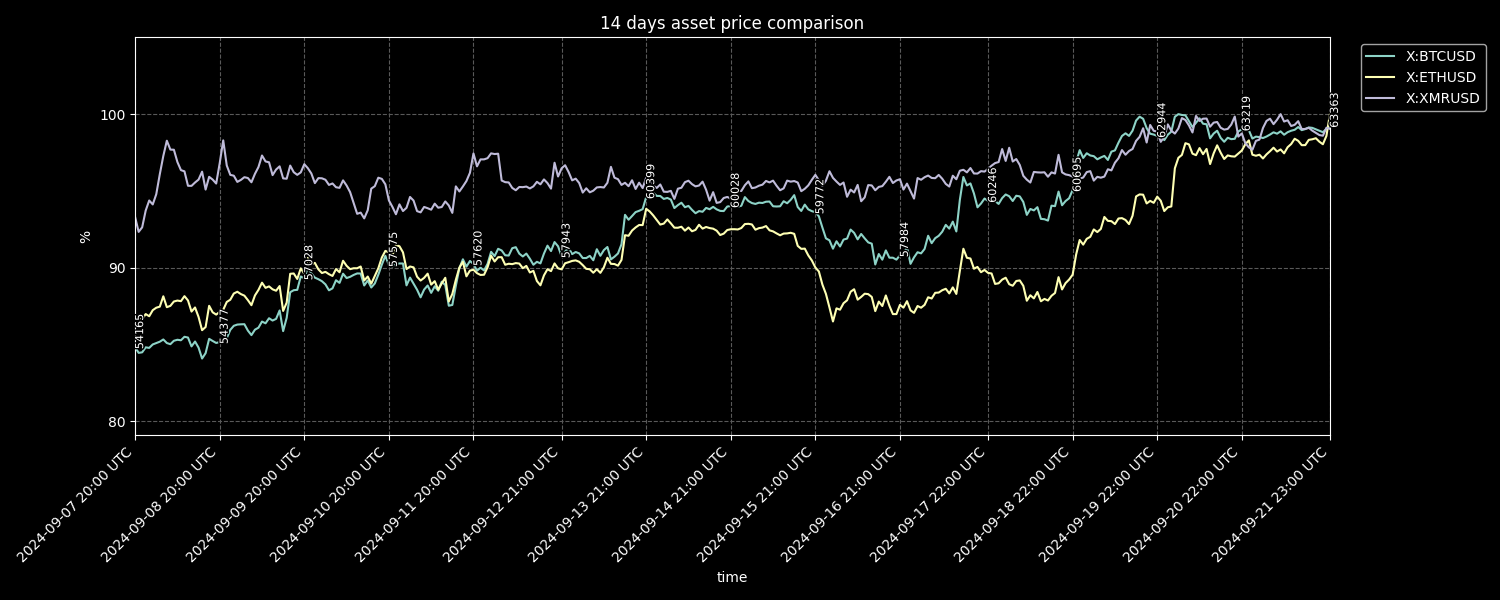 14 days asset price comparison
X:BTCUSD
X:ETHUSD
X:XMRUSD
%
100
90
80
54165
54377
57028
57575
57620
57943
60399
60028
59772
57984
60246
60695
62944
63219
63363
2024-09-07 20:00 UTC
2024-09-08 20:00 UTC
2024-09-09 20:00 UTC
2024-09-10 20:00 UTC
2024-09-11 20:00 UTC
2024-09-12 21:00 UTC
2024-09-13 21:00 UTC
2024-09-14 21:00 UTC
2024-09-15 21:00 UTC
2024-09-16 21:00 UTC
2024-09-17 22:00 UTC
2024-09-18 22:00 UTC
2024-09-19 22:00 UTC
2024-09-20 22:00 UTC
2024-09-21 23:00 UTC
time